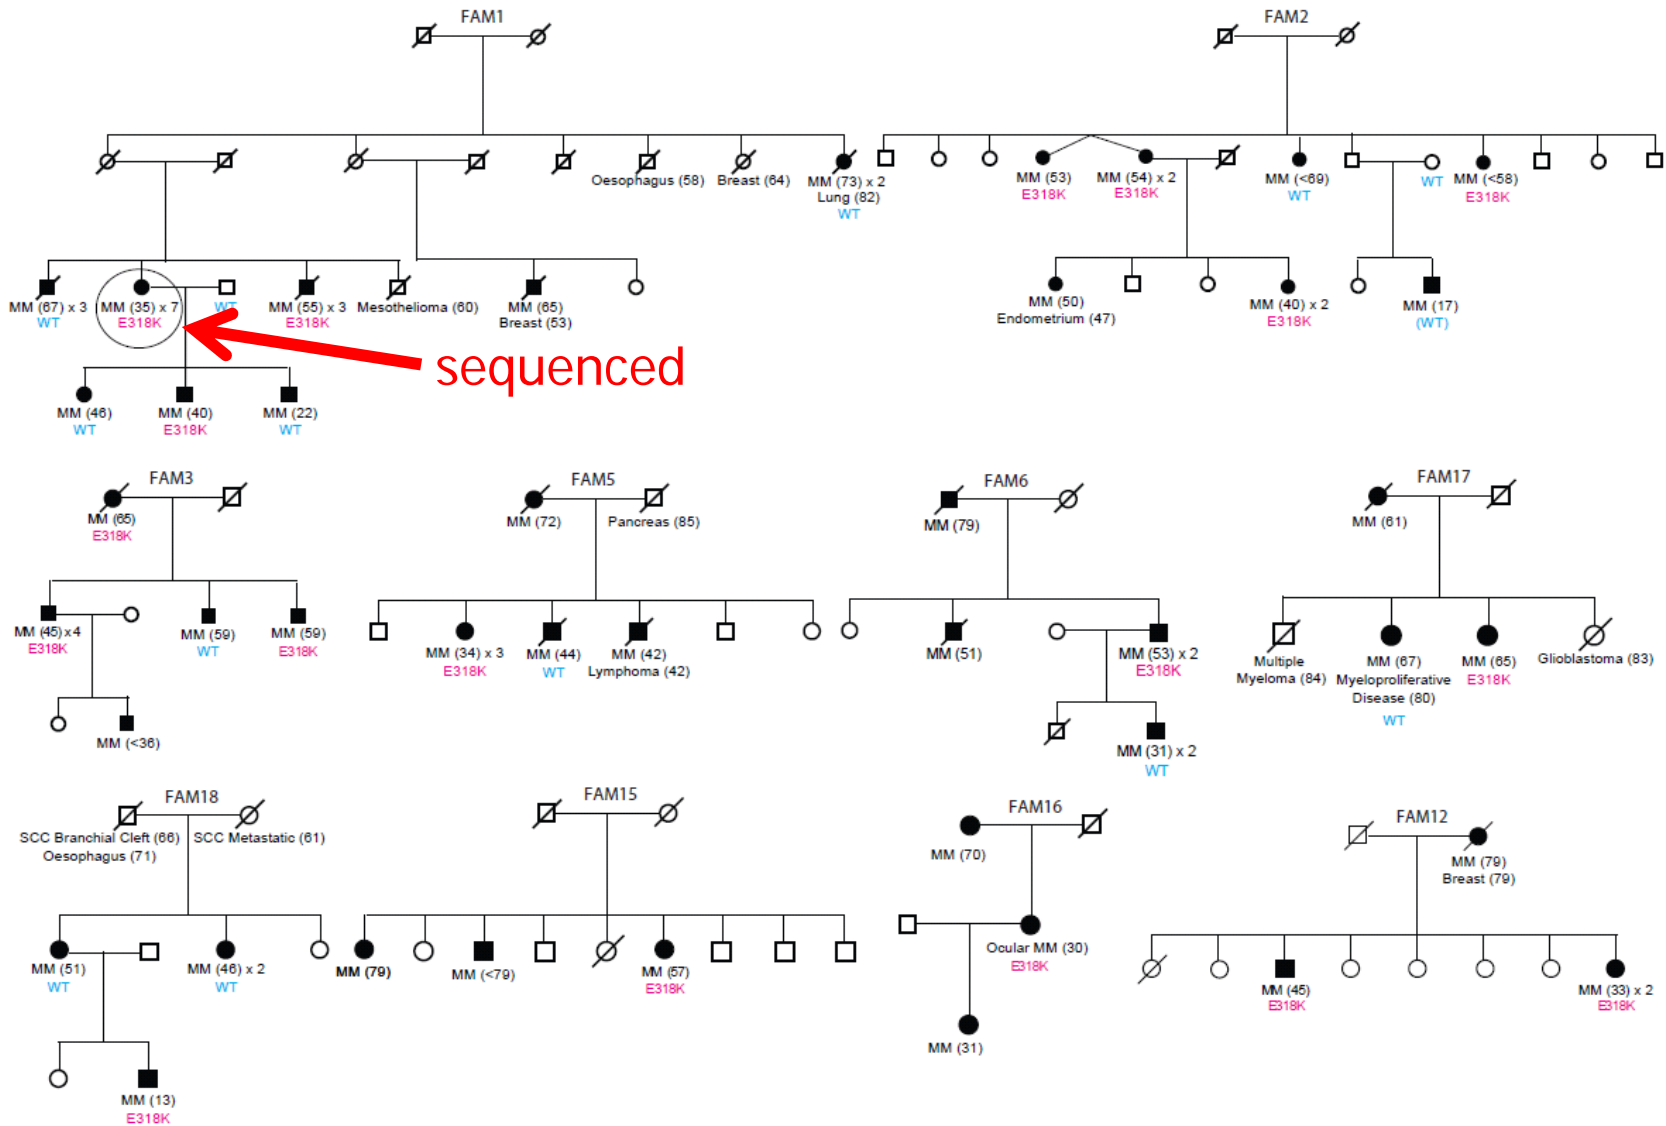 FAM1
Oesophagus (58)
Breast (64)
MM (73) x 2
Lung (82)
WT
MM (67) x 3
WT
MM (35) x 7
E318K
WT
MM (55) x 3
E318K
Mesothelioma (60)
MM (65)
Breast (53)
sequenced
MM (46)
WT
MM (40)
E318K
MM (22)
WT
FAM2
MM (53)
E318K
MM (54) x 2
E318K
MM (<69)
WT
WT
MM (<58)
E318K
MM (50)
Endometrium (47)
MM (40) x 2
E318K
MM (17)
(WT)
FAM3
MM (65)
E318K
MM (45) x 4
E318K
MM (59)
WT
MM (59)
E318K
MM (<36)
FAM5
MM (72)
Pancreas (85)
MM (34) x 3
E318K
MM (44)
WT
MM (42)
Lymphoma (42)
FAM6
MM (79)
MM (51)
MM (53) x 2
E318K
MM (31) x 2
WT
FAM17
MM (61)
Multiple
Myeloma (84)
MM (67)
Myeloproliferative
Disease (80)
WT
MM (65)
E318K
Glioblastoma (83)
FAM18
SCC Branchial Cleft (66)
Oesophagus (71)
SCC Metastatic (61)
MM (51)
WT
MM (46) x 2
WT
MM (13)
E318K
FAM15
MM (79)
MM (<79)
MM (57)
E318K
FAM16
MM (70)
Ocular MM (30)
E318K
MM (31)
FAM12
MM (79)
Breast (79)
MM (45)
E318K
MM (33) x 2
E318K